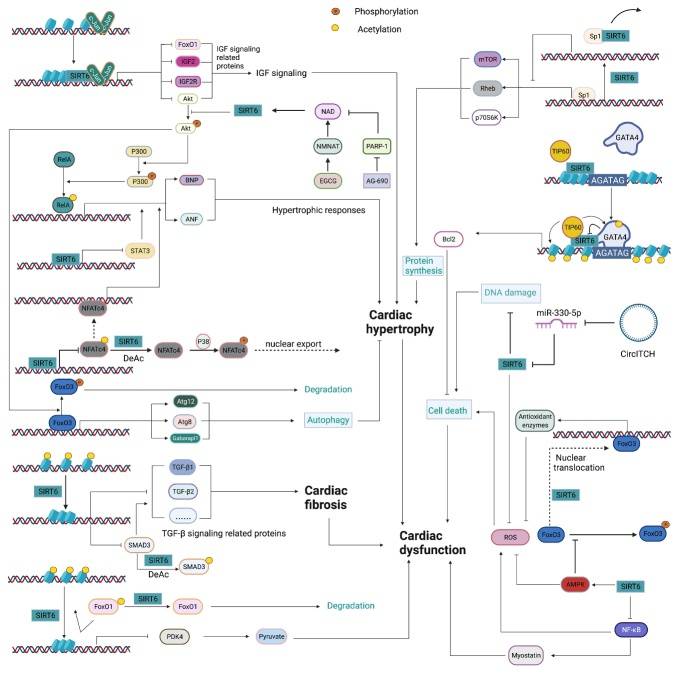 Phosphorylation
Acetylation
c-Jun
c-Jun
FoxO1
IGF2
IGF2R
Akt
IGF signaling
related
proteins
IGF signaling
SIRT6
c-Jun
c-Jun
SIRT6
Akt
P300
P300
RelA
RelA
BNP
ANF
SIRT6
STAT3
NAD
NMNAT
EGCG
PARP-1
AG-690
Hypertrophic responses
mTOR
Rheb
p70S6K
Sp1
SIRT6
SIRT6
Sp1
GATA4
TIP60
SIRT6
AGATAG
TIP60
SIRT6
GATA4
AGATAG
Bcl2
Protein
synthesis
NFATc4
SIRT6
NFATc4
SIRT6
DeAc
NFATc4
P38
NFATc4
nuclear export
Cardiac
hypertrophy
DNA damage
miR-330-5p
CircITCH
SIRT6
FoxO3
Degradation
FoxO3
Atg12
Atg8
Gabarapl1
Autophagy
Cell death
Antioxidant
enzymes
FoxO3
Nuclear
translocation
SIRT6
SIRT6
TGF-β1
TGF-β2
......
TGF-β signaling related proteins
Cardiac
fibrosis
SMAD3
SIRT6
DeAc
SMAD3
Cardiac
dysfunction
ROS
FoxO3
FoxO3
AMPK
SIRT6
NF-κB
Myostatin
SIRT6
FoxO1
SIRT6
FoxO1
Degradation
PDK4
Pyruvate